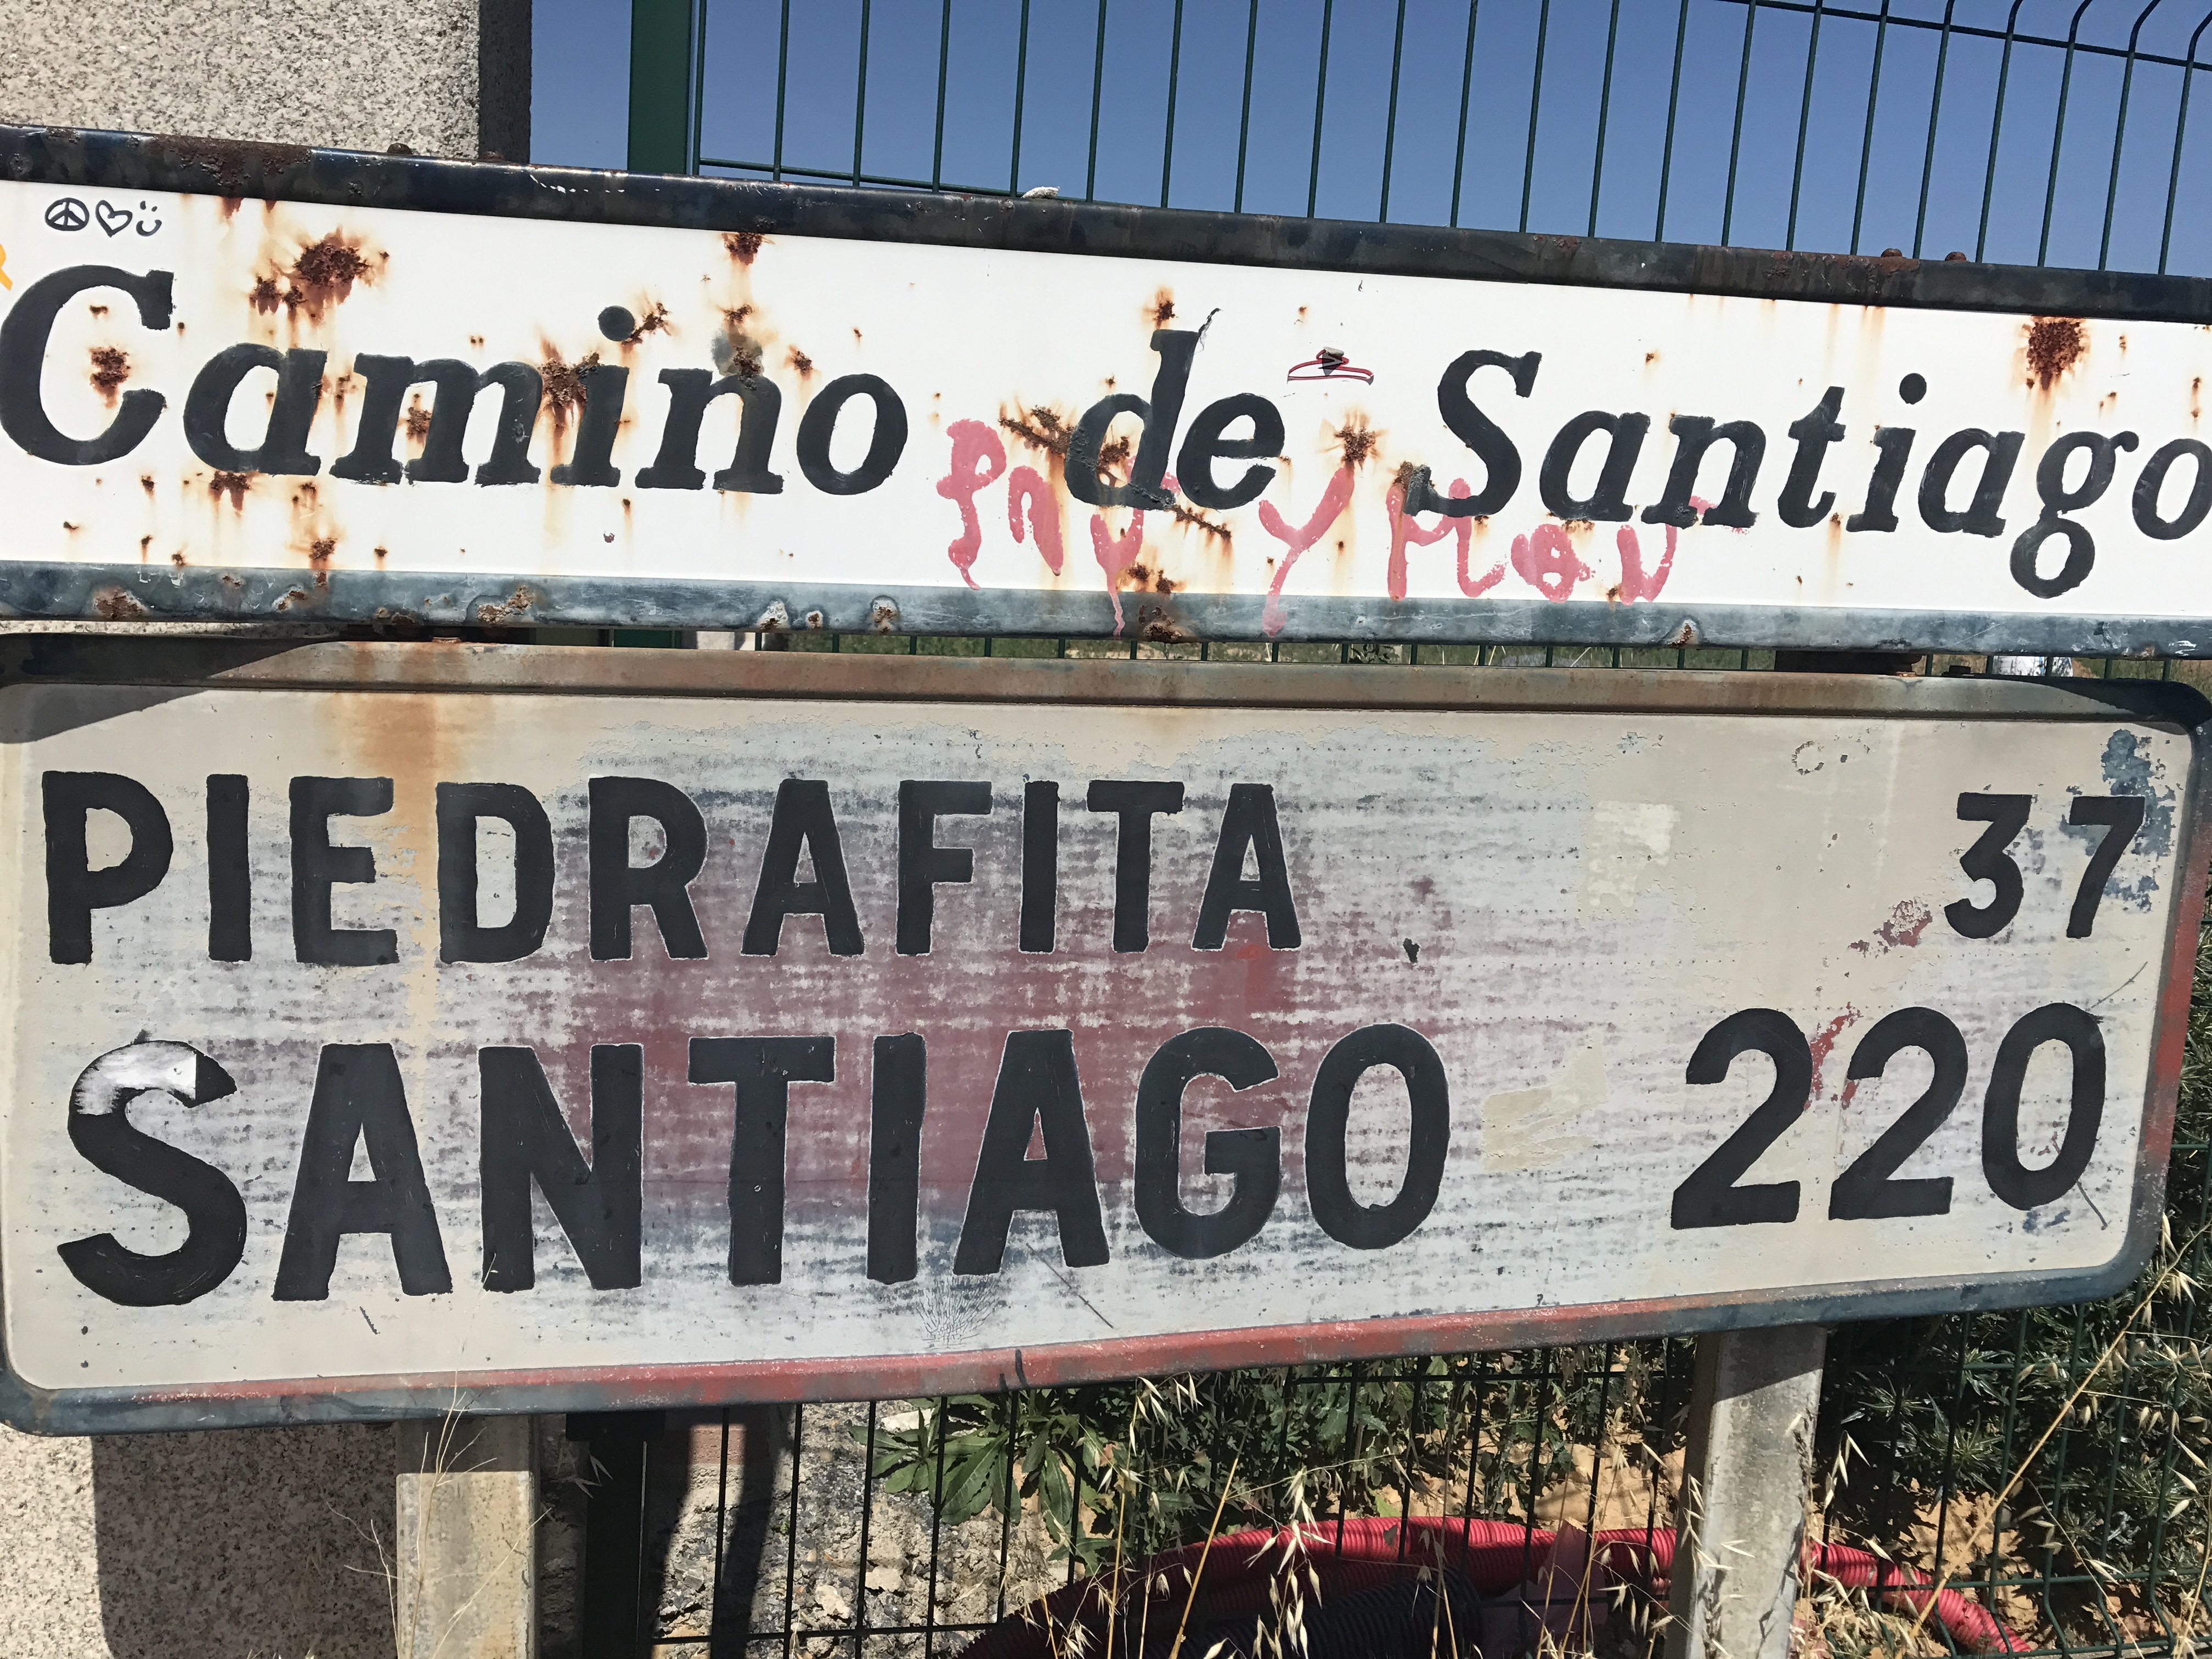 Camino de Santiago
PIEDRAFITA 37
SANTIAGO 220